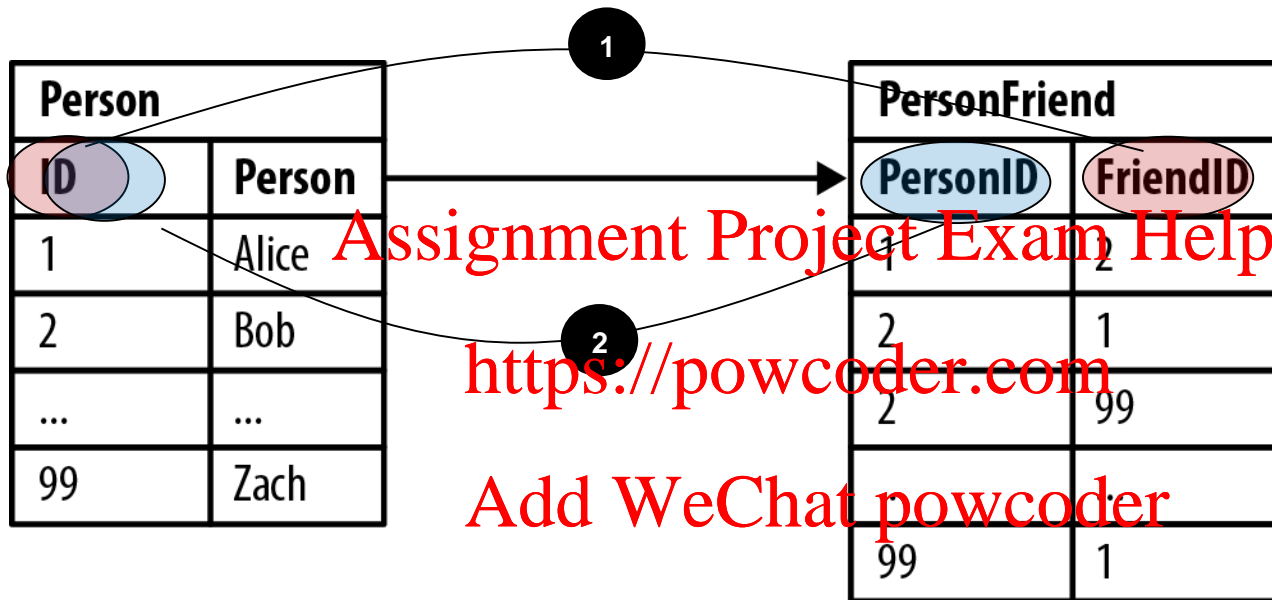 1
Person
PersonFriend
ID Person
PersonID FriendID
1 Alice
1 2
Assignment Project Exam Help
2 Bob
2 1
2
https://powcoder.com
... ...
2 99
99 Zach
Add WeChat powcoder
99 1